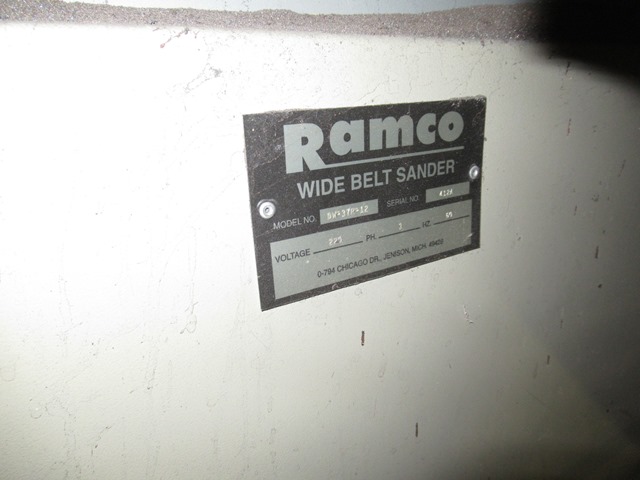 Ramco
WIDE BELT SANDER
MODEL NO. SERIAL NO.
VOLTAGE PH. HZ.
0-794 CHICAGO DR., JENISON, MICH. 49428